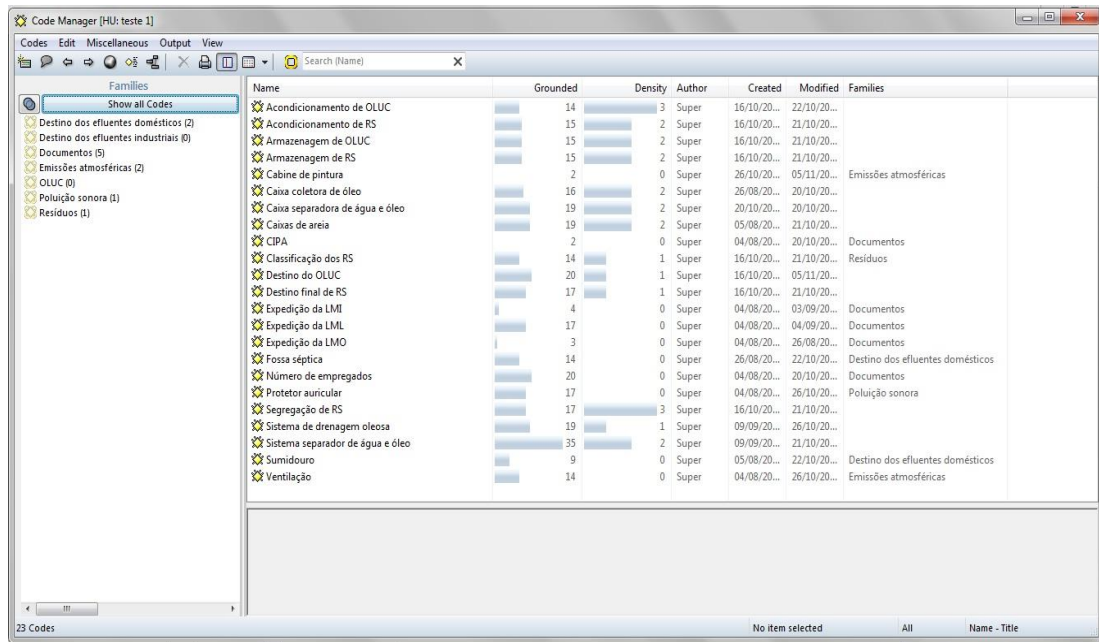 Code Manager [HU: teste 1]
Codes Edit Miscellaneous Output View
Search (Name)
Families
Show all Codes
Destino dos efluentes domésticos (2)
Destino dos efluentes industriais (0)
Documentos (5)
Emissões atmosféricas (2)
OLUC (0)
Poluição sonora (1)
Resíduos (1)
Name Grounded Density Author Created Modified Families
Acondicionamento de OLUC 14 3 Super 16/10/20... 22/10/20...
Acondicionamento de RS 15 2 Super 16/10/20... 21/10/20...
Armazenagem de OLUC 15 2 Super 16/10/20... 21/10/20...
Armazenagem de RS 15 2 Super 16/10/20... 21/10/20...
Cabine de pintura 2 0 Super 26/10/20... 05/11/20... Emissões atmosféricas
Caixa coletora de óleo 16 2 Super 26/08/20... 20/10/20...
Caixa separadora de água e óleo 19 2 Super 20/10/20... 20/10/20...
Caixas de areia 19 2 Super 05/08/20... 21/10/20...
CIPA 2 0 Super 04/08/20... 20/10/20... Documentos
Classificação dos RS 14 1 Super 16/10/20... 21/10/20... Resíduos
Destino do OLUC 20 1 Super 16/10/20... 05/11/20...
Destino final de RS 17 1 Super 16/10/20... 21/10/20...
Expedição da LMI 4 0 Super 04/08/20... 03/09/20... Documentos
Expedição da LML 17 0 Super 04/08/20... 04/09/20... Documentos
Expedição da LMO 3 0 Super 04/08/20... 26/08/20... Documentos
Fossa séptica 14 0 Super 26/08/20... 22/10/20... Destino dos efluentes domésticos
Número de empregados 20 0 Super 04/08/20... 20/10/20... Documentos
Protetor auricular 17 0 Super 04/08/20... 26/10/20... Poluição sonora
Segregação de RS 17 3 Super 16/10/20... 21/10/20...
Sistema de drenagem oleosa 19 1 Super 09/09/20... 26/10/20...
Sistema separador de água e óleo 35 2 Super 09/09/20... 21/10/20...
Sumidouro 9 0 Super 05/08/20... 22/10/20... Destino dos efluentes domésticos
Ventilação 14 0 Super 04/08/20... 26/10/20... Emissões atmosféricas
23 Codes No item selected All Name - Title